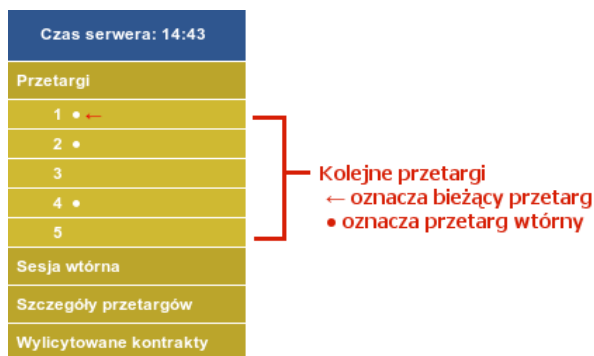 Czas serwera: 14:43
Przetargi
1 ● ←
2 ●
3
4 ●
5
Sesja wtórna
Szczegóły przetargów
Wylicytowane kontrakty
Kolejne przetargi
← oznacza bieżący przetarg
● oznacza przetarg wtórny